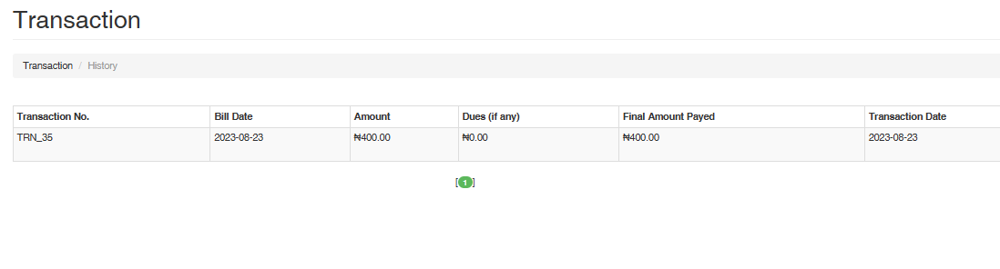 Transaction
Transaction / History
Transaction No. Bill Date Amount Dues (if any) Final Amount Payed Transaction Date
TRN_35 2023-08-23 ₦400.00 ₦0.00 ₦400.00 2023-08-23
[1]